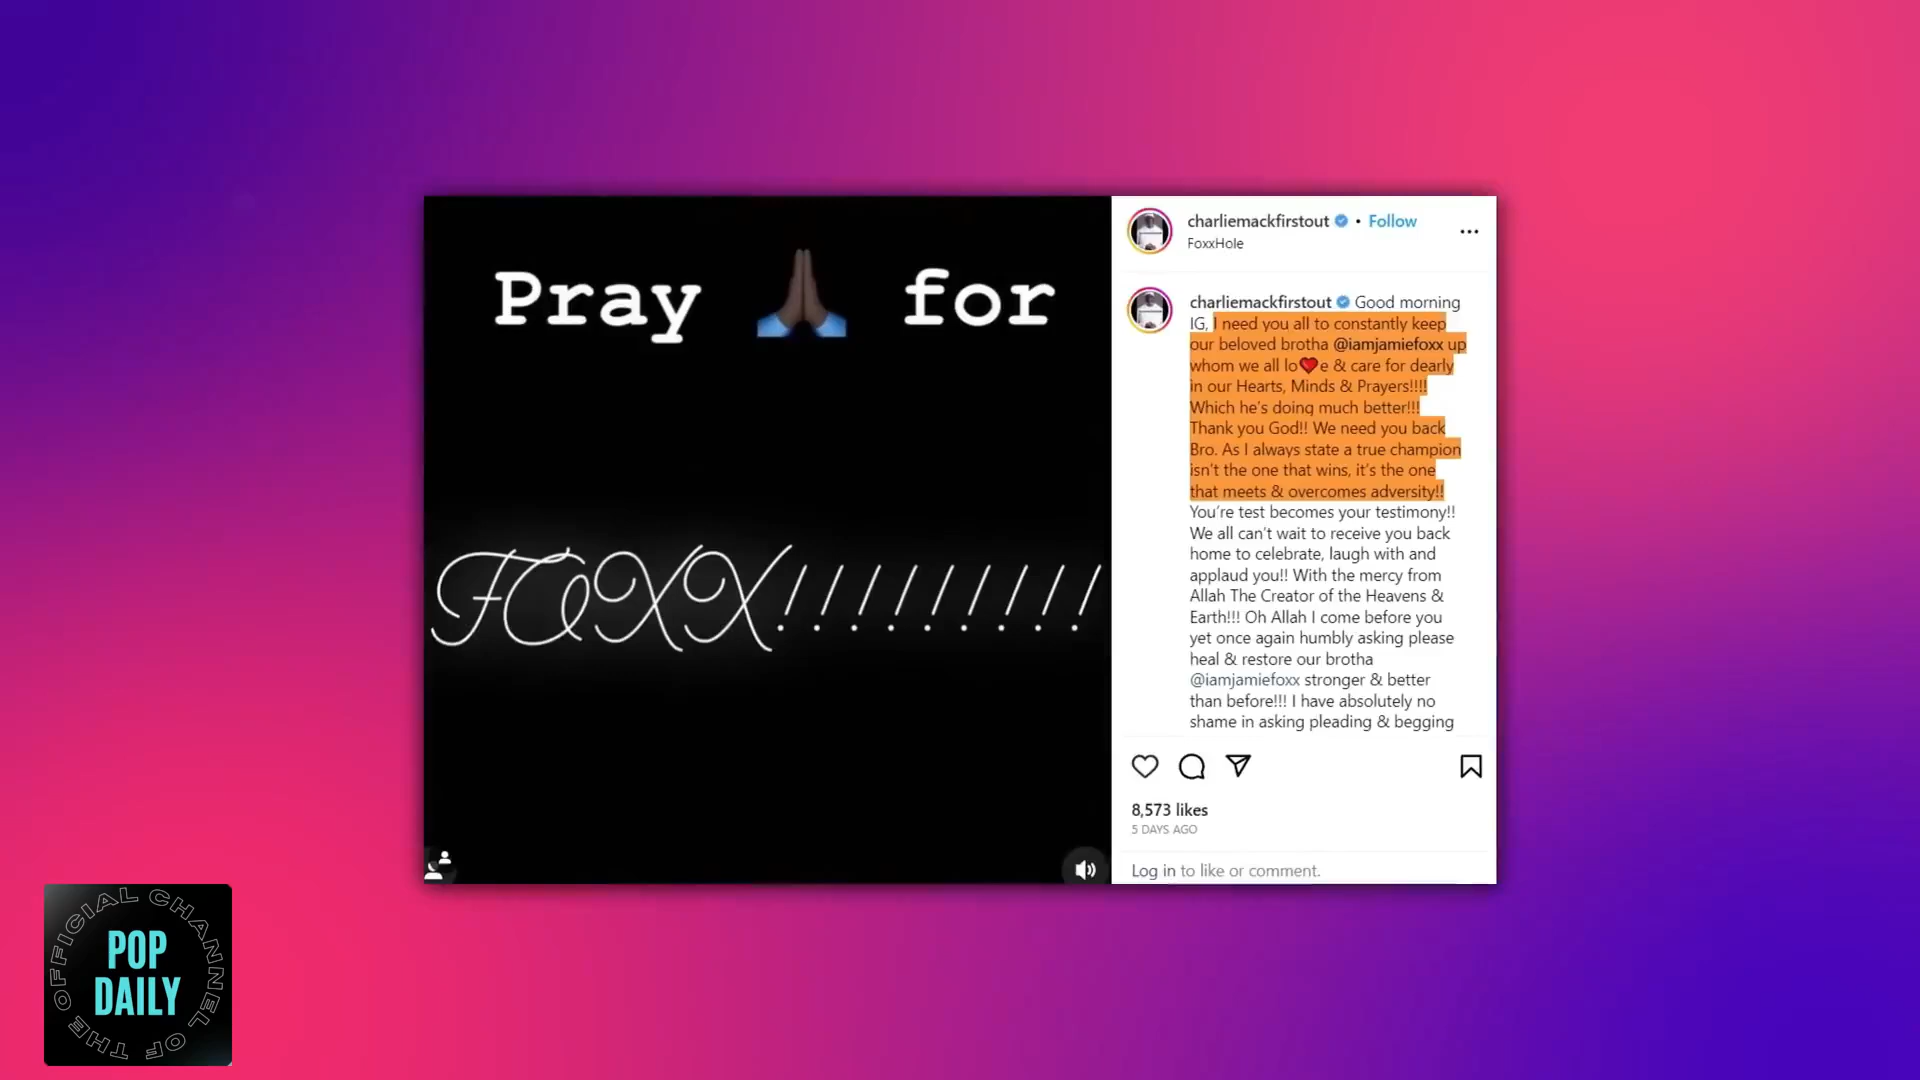 Pray 🙏🏿 for
FOXX!!!!!!!!!
charliemackfirstout • Follow
FoxxHole
charliemackfirstout Good morning
IG, I need you all to constantly keep
our beloved brotha @iamjamiefoxx up
whom we all lo❤️e & care for dearly
in our Hearts, Minds & Prayers!!!!
Which he's doing much better!!!
Thank you God!! We need you back
Bro. As I always state a true champion
isn't the one that wins, it's the one
that meets & overcomes adversity!!
You're test becomes your testimony!!
We all can't wait to receive you back
home to celebrate, laugh with and
applaud you!! With the mercy from
Allah The Creator of the Heavens &
Earth!!! Oh Allah I come before you
yet once again humbly asking please
heal & restore our brotha
@iamjamiefoxx stronger & better
than before!!! I have absolutely no
shame in asking pleading & begging
8,573 likes
5 DAYS AGO
Log in to like or comment.
OFFICIAL CHANNEL OF THE
POP
DAILY